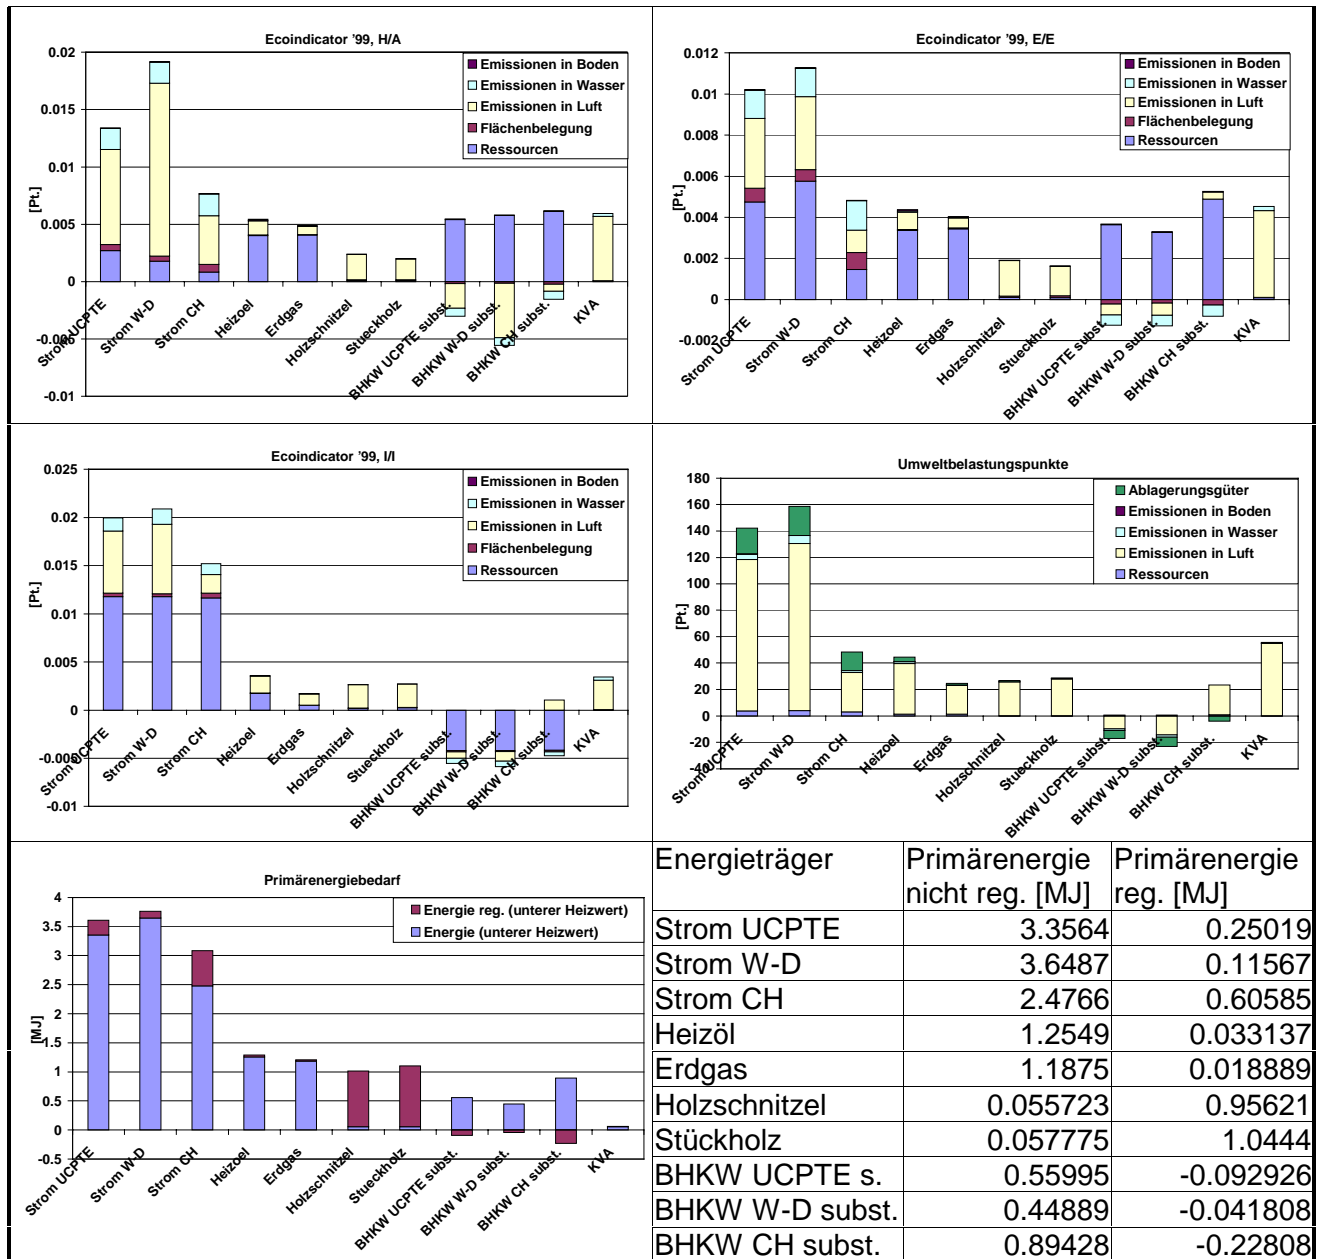 Ecoindicator '99, H/A
0.02
0.015
0.01
0.005
0
-0.005
-0.01
[Pt.]
Emissionen in Boden
Emissionen in Wasser
Emissionen in Luft
Flächenbelegung
Ressourcen
Strom UCPTE
Strom W-D
Strom CH
Heizoel
Erdgas
Holzschnitzel
Stueckholz
BHKW UCPTE subst.
BHKW W-D subst.
BHKW CH subst.
KVA
Ecoindicator '99, E/E
0.012
0.01
0.008
0.006
0.004
0.002
0
-0.002
[Pt.]
Emissionen in Boden
Emissionen in Wasser
Emissionen in Luft
Flächenbelegung
Ressourcen
Strom UCPTE
Strom W-D
Strom CH
Heizoel
Erdgas
Holzschnitzel
Stueckholz
BHKW UCPTE subst.
BHKW W-D subst.
BHKW CH subst.
KVA
Ecoindicator '99, I/I
0.025
0.02
0.015
0.01
0.005
0
-0.005
-0.01
[Pt.]
Emissionen in Boden
Emissionen in Wasser
Emissionen in Luft
Flächenbelegung
Ressourcen
Strom UCPTE
Strom W-D
Strom CH
Heizoel
Erdgas
Holzschnitzel
Stueckholz
BHKW UCPTE subst.
BHKW W-D subst.
BHKW CH subst.
KVA
Umweltbelastungspunkte
180
160
140
120
100
80
60
40
20
0
-20
-40
[Pt.]
Ablagerungsgüter
Emissionen in Boden
Emissionen in Wasser
Emissionen in Luft
Ressourcen
Strom UCPTE
Strom W-D
Strom CH
Heizoel
Erdgas
Holzschnitzel
Stueckholz
BHKW UCPTE subst.
BHKW W-D subst.
BHKW CH subst.
KVA
Primärenergiebedarf
4
3.5
3
2.5
2
1.5
1
0.5
0
-0.5
[MJ]
Energie reg. (unterer Heizwert)
Energie (unterer Heizwert)
Strom UCPTE
Strom W-D
Strom CH
Heizoel
Erdgas
Holzschnitzel
Stueckholz
BHKW UCPTE subst.
BHKW W-D subst.
BHKW CH subst.
KVA
Energieträger Primärenergie Primärenergie
nicht reg. [MJ] reg. [MJ]
Strom UCPTE 3.3564 0.25019
Strom W-D 3.6487 0.11567
Strom CH 2.4766 0.60585
Heizöl 1.2549 0.033137
Erdgas 1.1875 0.018889
Holzschnitzel 0.055723 0.95621
Stückholz 0.057775 1.0444
BHKW UCPTE s. 0.55995 -0.092926
BHKW W-D subst. 0.44889 -0.041808
BHKW CH subst. 0.89428 -0.22808